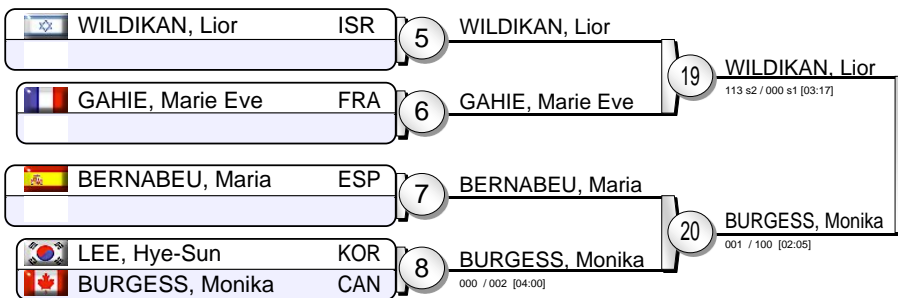 WILDIKAN, Lior ISR
5
WILDIKAN, Lior
GAHIE, Marie Eve FRA
6
GAHIE, Marie Eve
19
WILDIKAN, Lior
113 s2 / 000 s1 [03:17]
BERNABEU, Maria ESP
7
BERNABEU, Maria
LEE, Hye-Sun KOR
BURGESS, Monika CAN
8
BURGESS, Monika
000 / 002 [04:00]
20
BURGESS, Monika
001 / 100 [02:05]